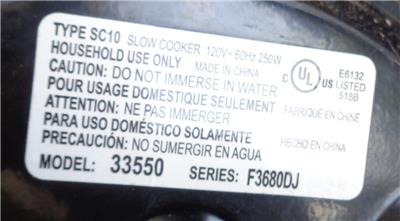 TYPE SC10 SLOW COOKER 120V~ 60Hz 250W
HOUSEHOLD USE ONLY MADE IN CHINA
CAUTION: DO NOT IMMERSE IN WATER
POUR USAGE DOMESTIQUE SEULEMENT
ATTENTION: NE PAS IMMERGER FABRIQUÉ EN CHINE
PARA USO DOMÉSTICO SOLAMENTE
PRECAUCIÓN: NO SUMERGIR EN AGUA HECHO EN CHINA
MODEL: 33550 SERIES: F3680DJ
C UL US
E6132
LISTED
516B